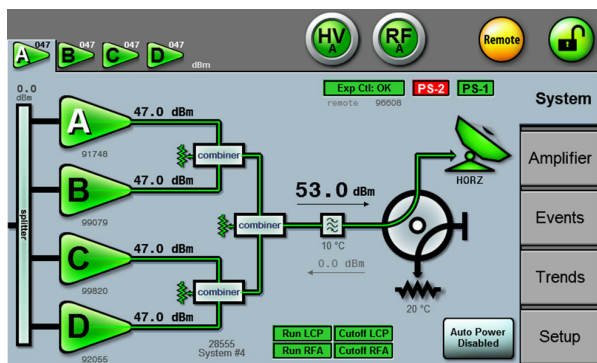 A 047 B 047 C 047 D 047 dBm
HV A
RF A
Remote
Exp Ctl: OK PS-2 PS-1
remote 96608
System
Amplifier
Events
Trends
Setup
0.0
dBm
splitter
A 47.0 dBm
91748
B 47.0 dBm
99079
C 47.0 dBm
99820
D 47.0 dBm
92055
combiner
combiner
combiner
53.0 dBm
10 °C
0.0 dBm
HORZ
20 °C
28555
System #4
Run LCP Cutoff LCP
Run RFA Cutoff RFA
Auto Power
Disabled